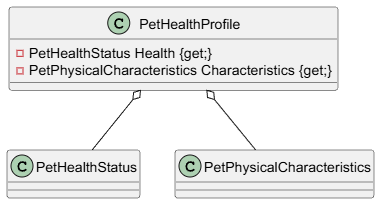 C PetHealthProfile
PetHealthStatus Health {get;}
PetPhysicalCharacteristics Characteristics {get;}
C PetHealthStatus
C PetPhysicalCharacteristics